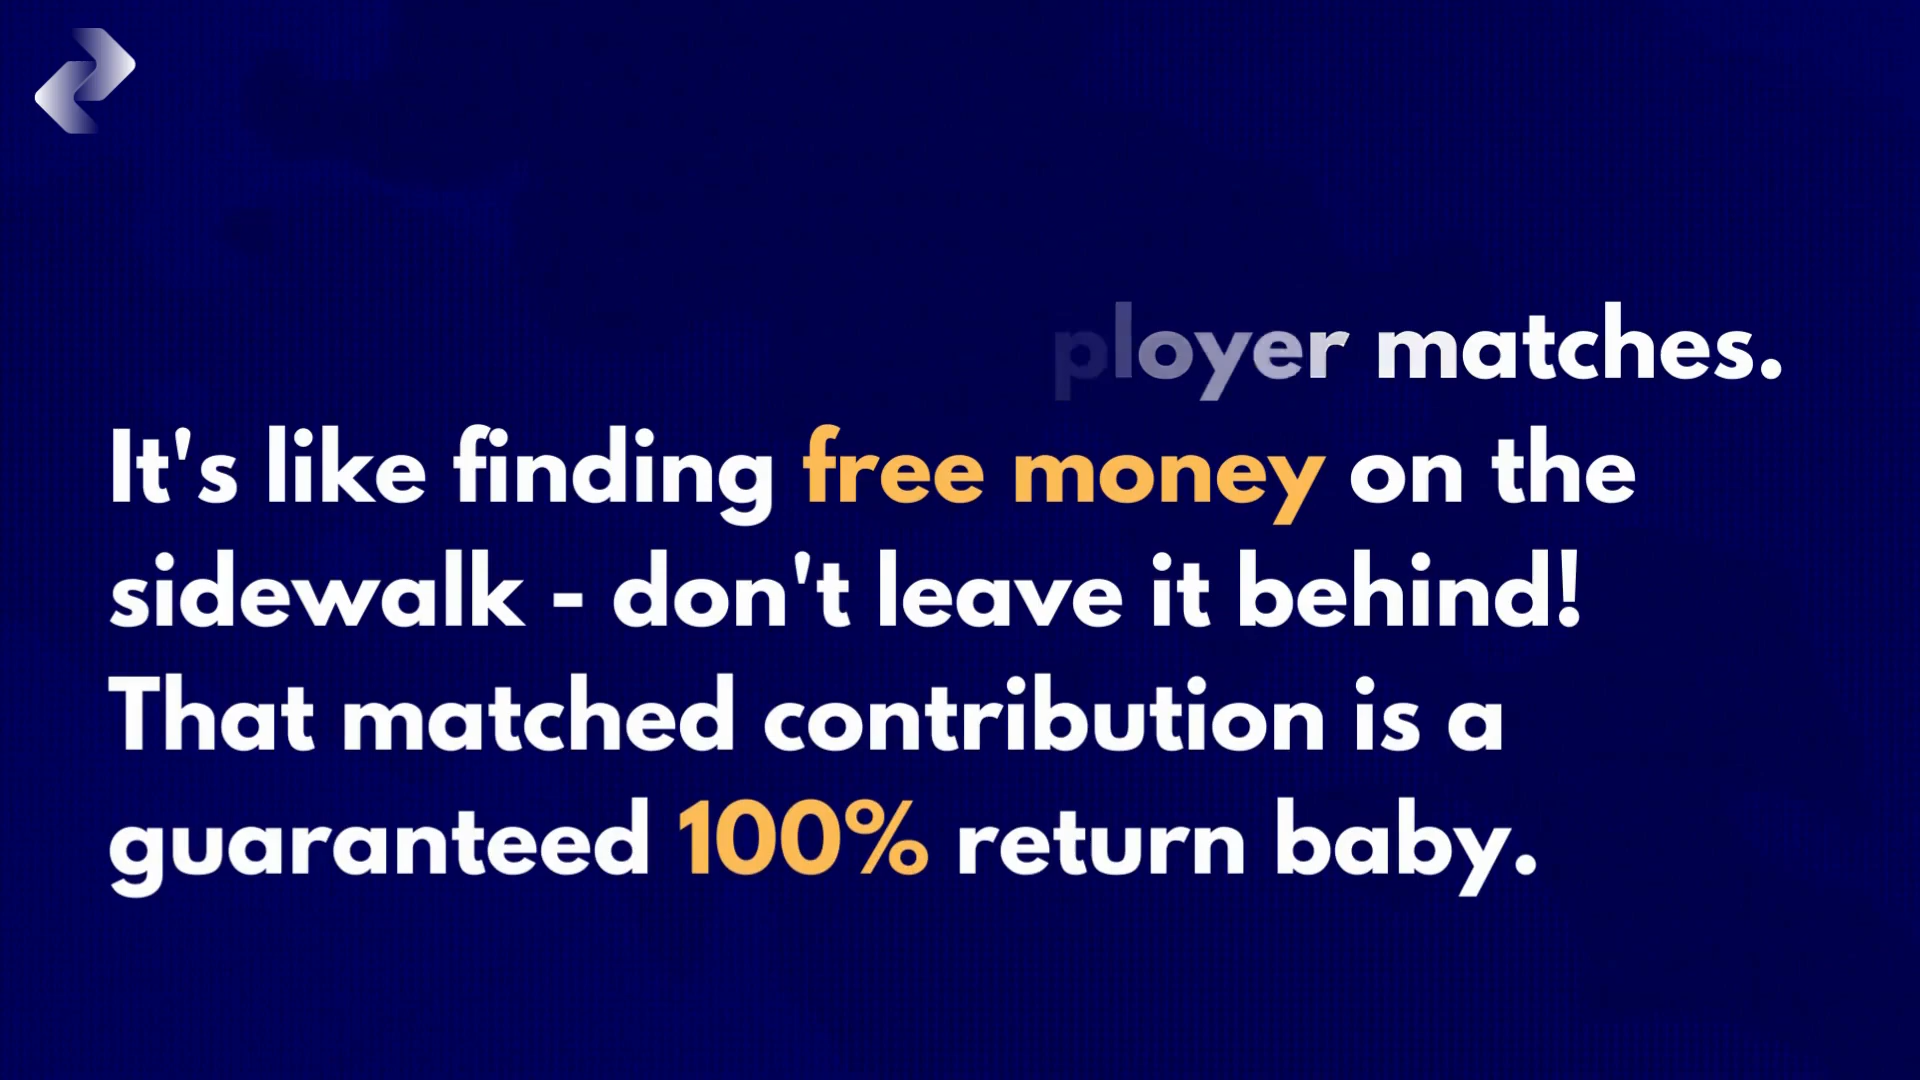 ployer matches.
It's like finding free money on the
sidewalk - don't leave it behind!
That matched contribution is a
guaranteed 100% return baby.